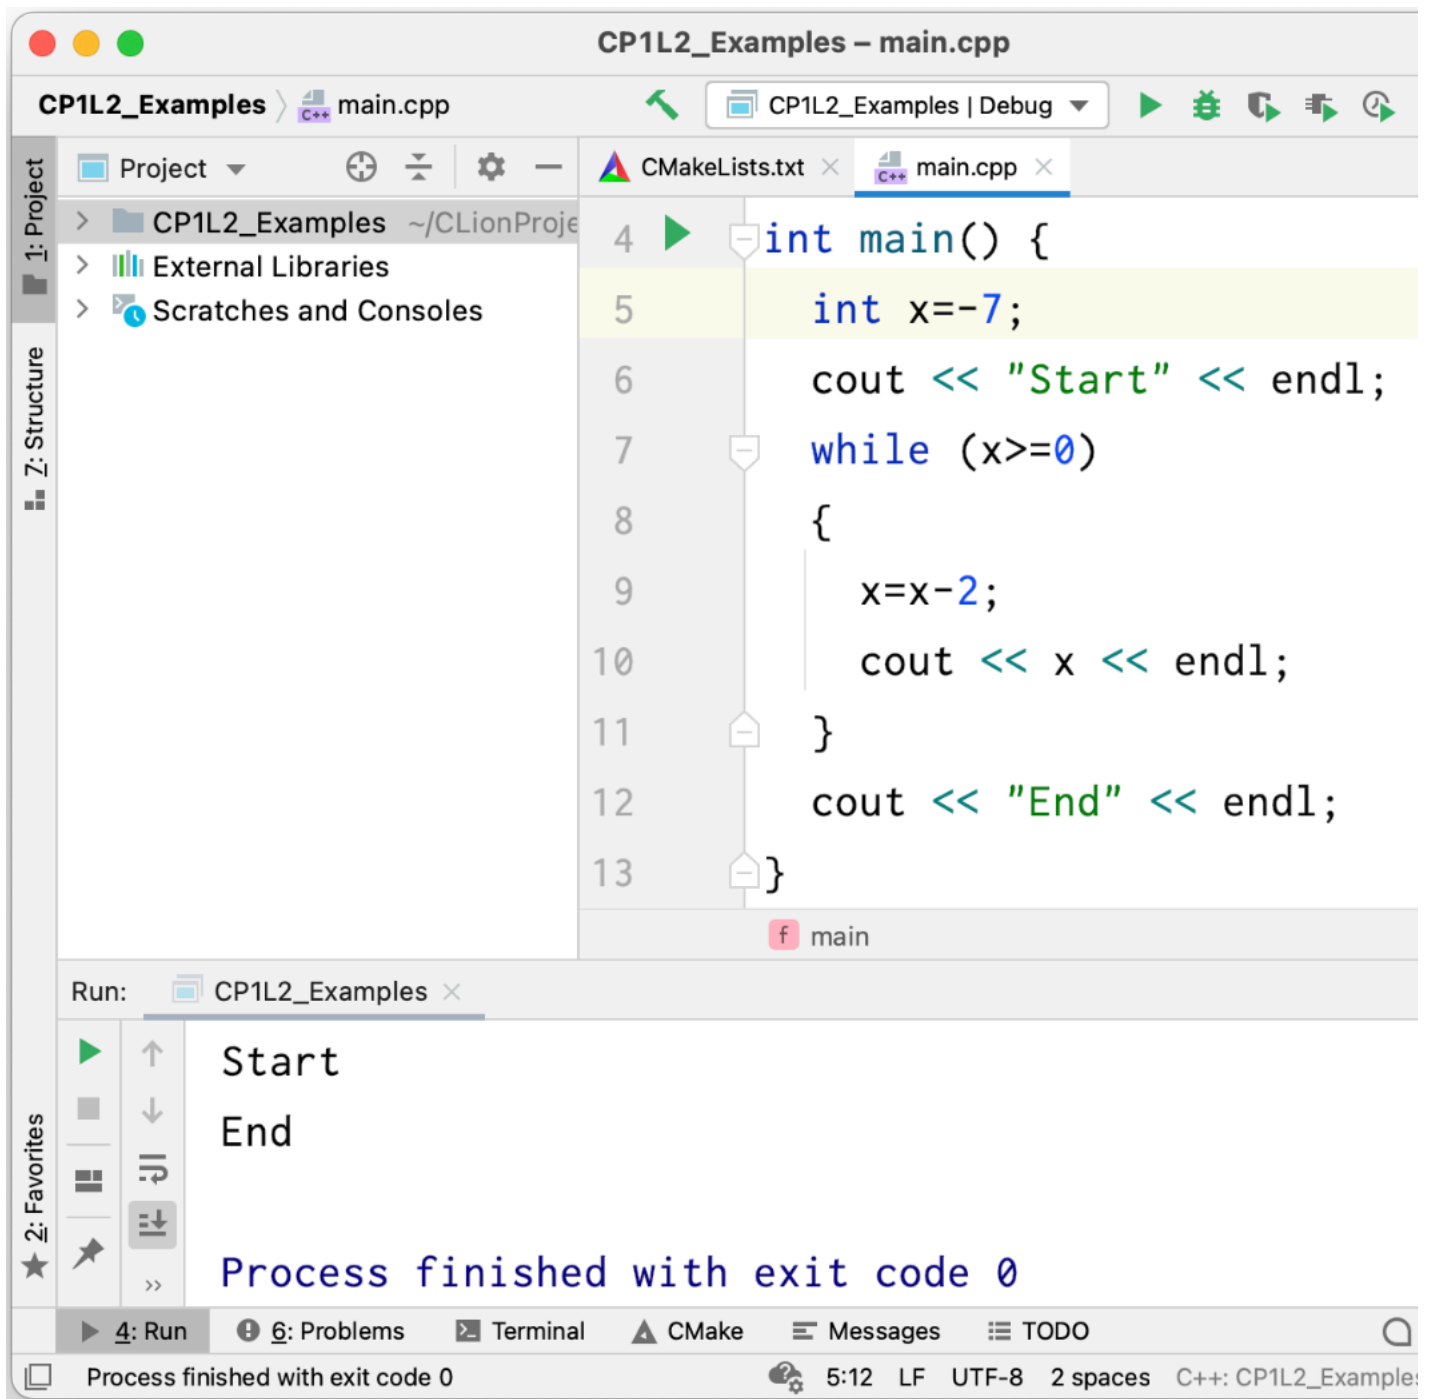 CP1L2_Examples – main.cpp
CP1L2_Examples main.cpp CP1L2_Examples | Debug
1: Project
Project
CMakeLists.txt main.cpp
CP1L2_Examples ~/CLionProje
External Libraries
Scratches and Consoles
Z: Structure
4 int main() {
5 int x=-7;
6 cout << "Start" << endl;
7 while (x>=0)
8 {
9 x=x-2;
10 cout << x << endl;
11 }
12 cout << "End" << endl;
13 }
f main
Run: CP1L2_Examples
Start
End
Process finished with exit code 0
2: Favorites
4: Run 6: Problems Terminal CMake Messages TODO
Process finished with exit code 0 5:12 LF UTF-8 2 spaces C++: CP1L2_Examples